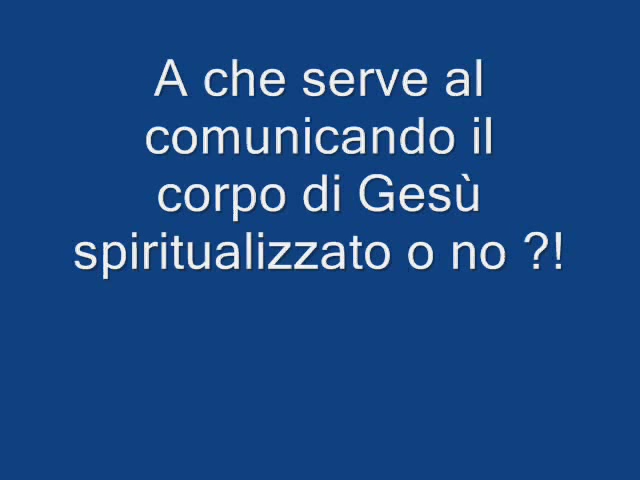 A che serve al
comunicando il
corpo di Gesù
spiritualizzato o no ?!